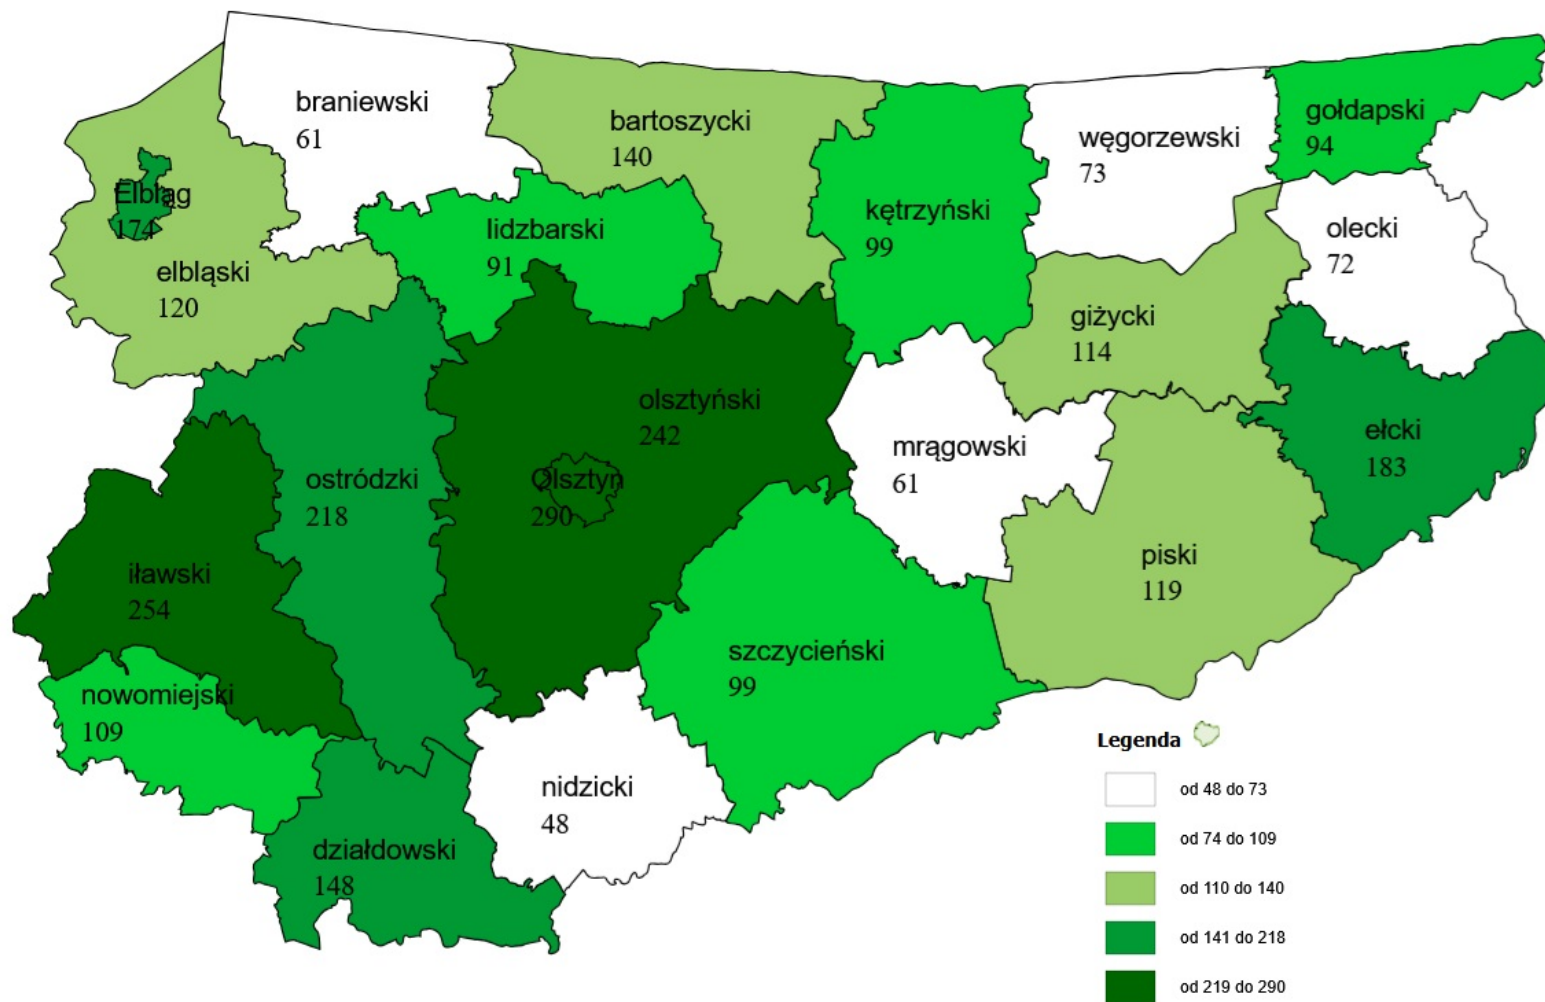 braniewski
61
bartoszycki
140
węgorzewski
73
gołdapski
94
Elbląg
174
lidzbarski
91
kętrzyński
99
olecki
72
elbląski
120
giżycki
114
olsztyński
242
ełcki
183
mrągowski
61
ostródzki
218
Olsztyn
290
iławski
254
piski
119
szczycieński
99
nowomiejski
109
nidzicki
48
działdowski
148
Legenda
od 48 do 73
od 74 do 109
od 110 do 140
od 141 do 218
od 219 do 290